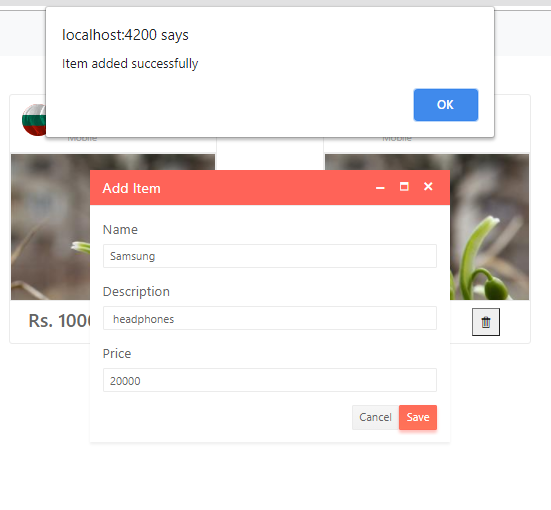 localhost:4200 says
Item added successfully
OK
Mobile
Mobile
Add Item
Name
Samsung
Description
headphones
Price
20000
Rs. 1000
Cancel
Save